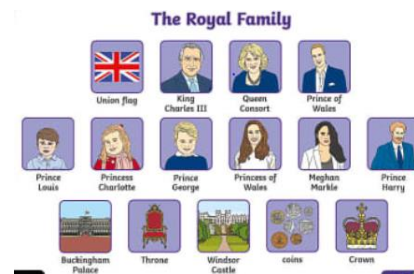 The Royal Family
Union flag
King
Charles III
Queen
Consort
Prince of
Wales
Prince
Louis
Princess
Charlotte
Prince
George
Princess of
Wales
Meghan
Markle
Prince
Harry
Buckingham
Palace
Throne
Windsor
Castle
coins
Crown